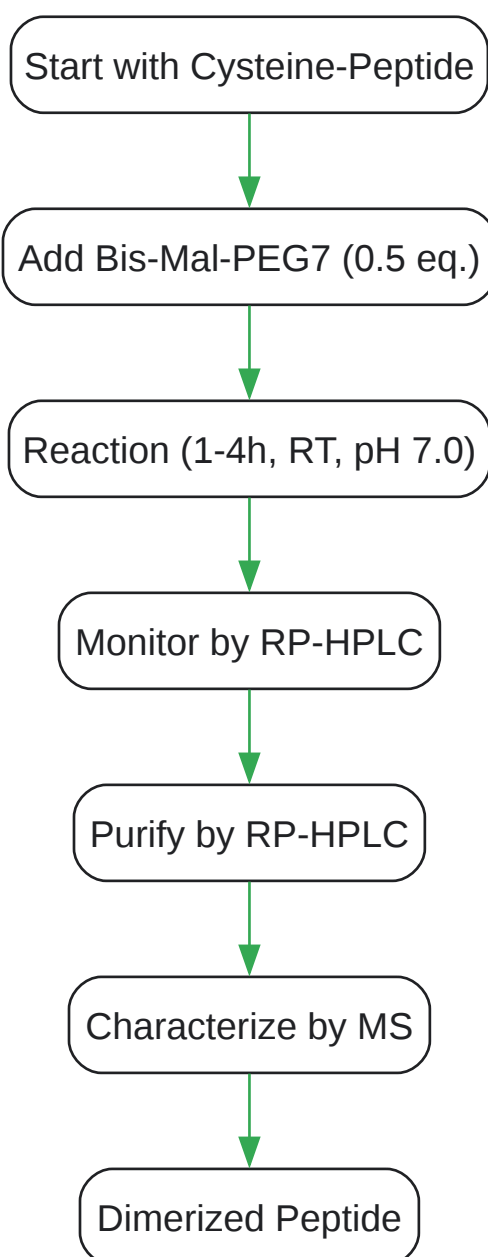 Start with Cysteine-Peptide
Add Bis-Mal-PEG7 (0.5 eq.)
Reaction (1-4h, RT, pH 7.0)
Monitor by RP-HPLC
Purify by RP-HPLC
Characterize by MS
Dimerized Peptide